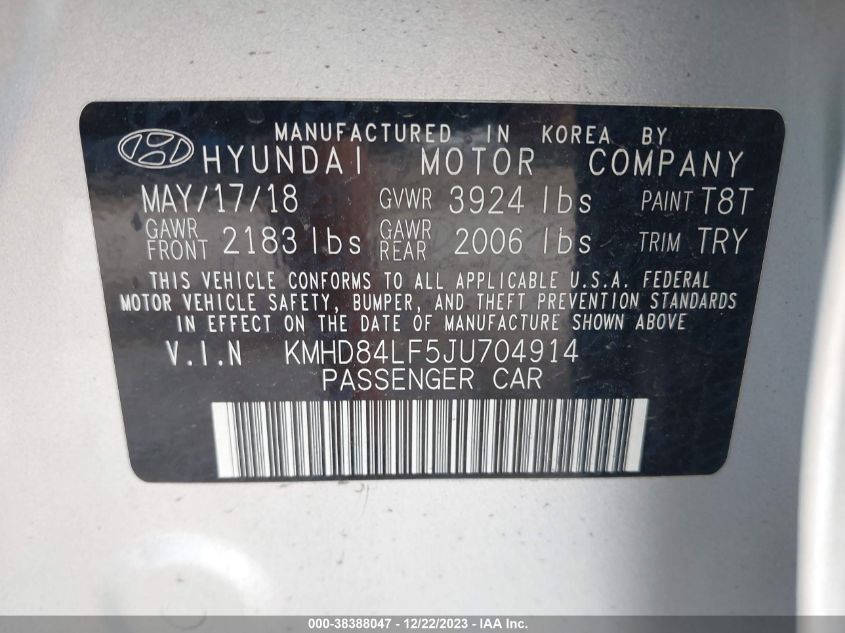 MANUFACTURED IN KOREA BY
HYUNDAI MOTOR COMPANY
MAY/17/18 GVWR 3924 lbs PAINT T8T
GAWR FRONT 2183 lbs GAWR REAR 2006 lbs TRIM TRY
THIS VEHICLE CONFORMS TO ALL APPLICABLE U.S.A. FEDERAL
MOTOR VEHICLE SAFETY, BUMPER, AND THEFT PREVENTION STANDARDS
IN EFFECT ON THE DATE OF MANUFACTURE SHOWN ABOVE
V.I.N KMHD84LF5JU704914
PASSENGER CAR
000-38388047 - 12/22/2023 - IAA Inc.